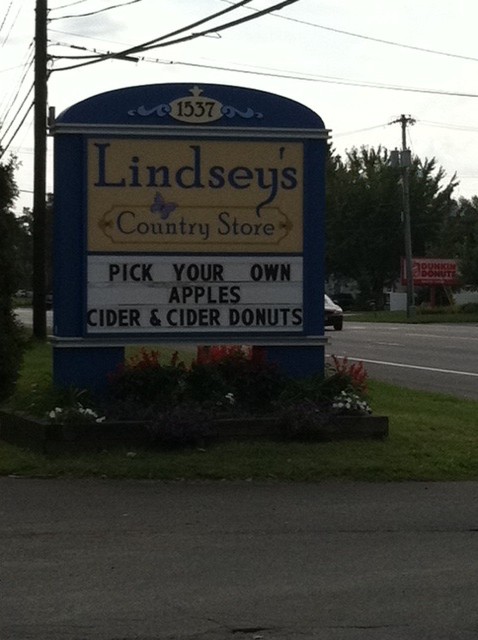 1537
Lindsey's
Country Store
PICK YOUR OWN
APPLES
CIDER & CIDER DONUTS
DUNKIN'
DONUTS